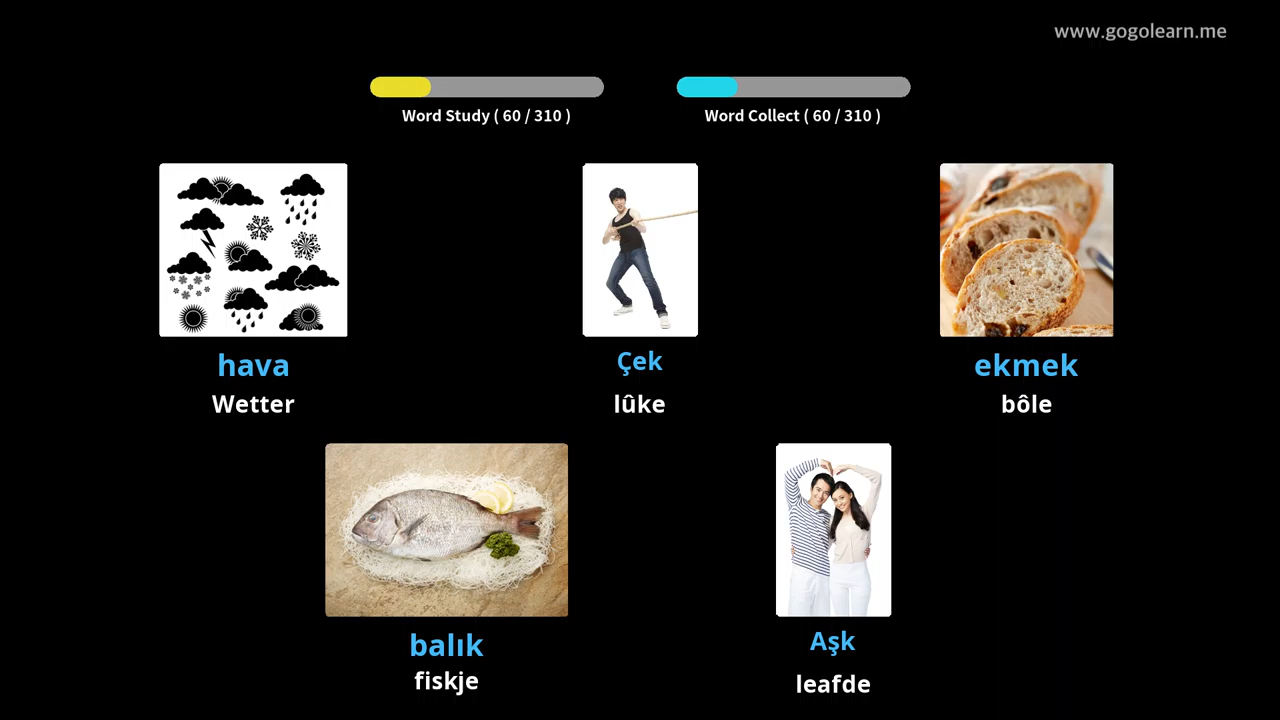 www.gogolearn.me
Word Study ( 60 / 310 )
Word Collect ( 60 / 310 )
hava
Wetter
Çek
lûke
ekmek
bôle
balık
fiskje
Aşk
leafde